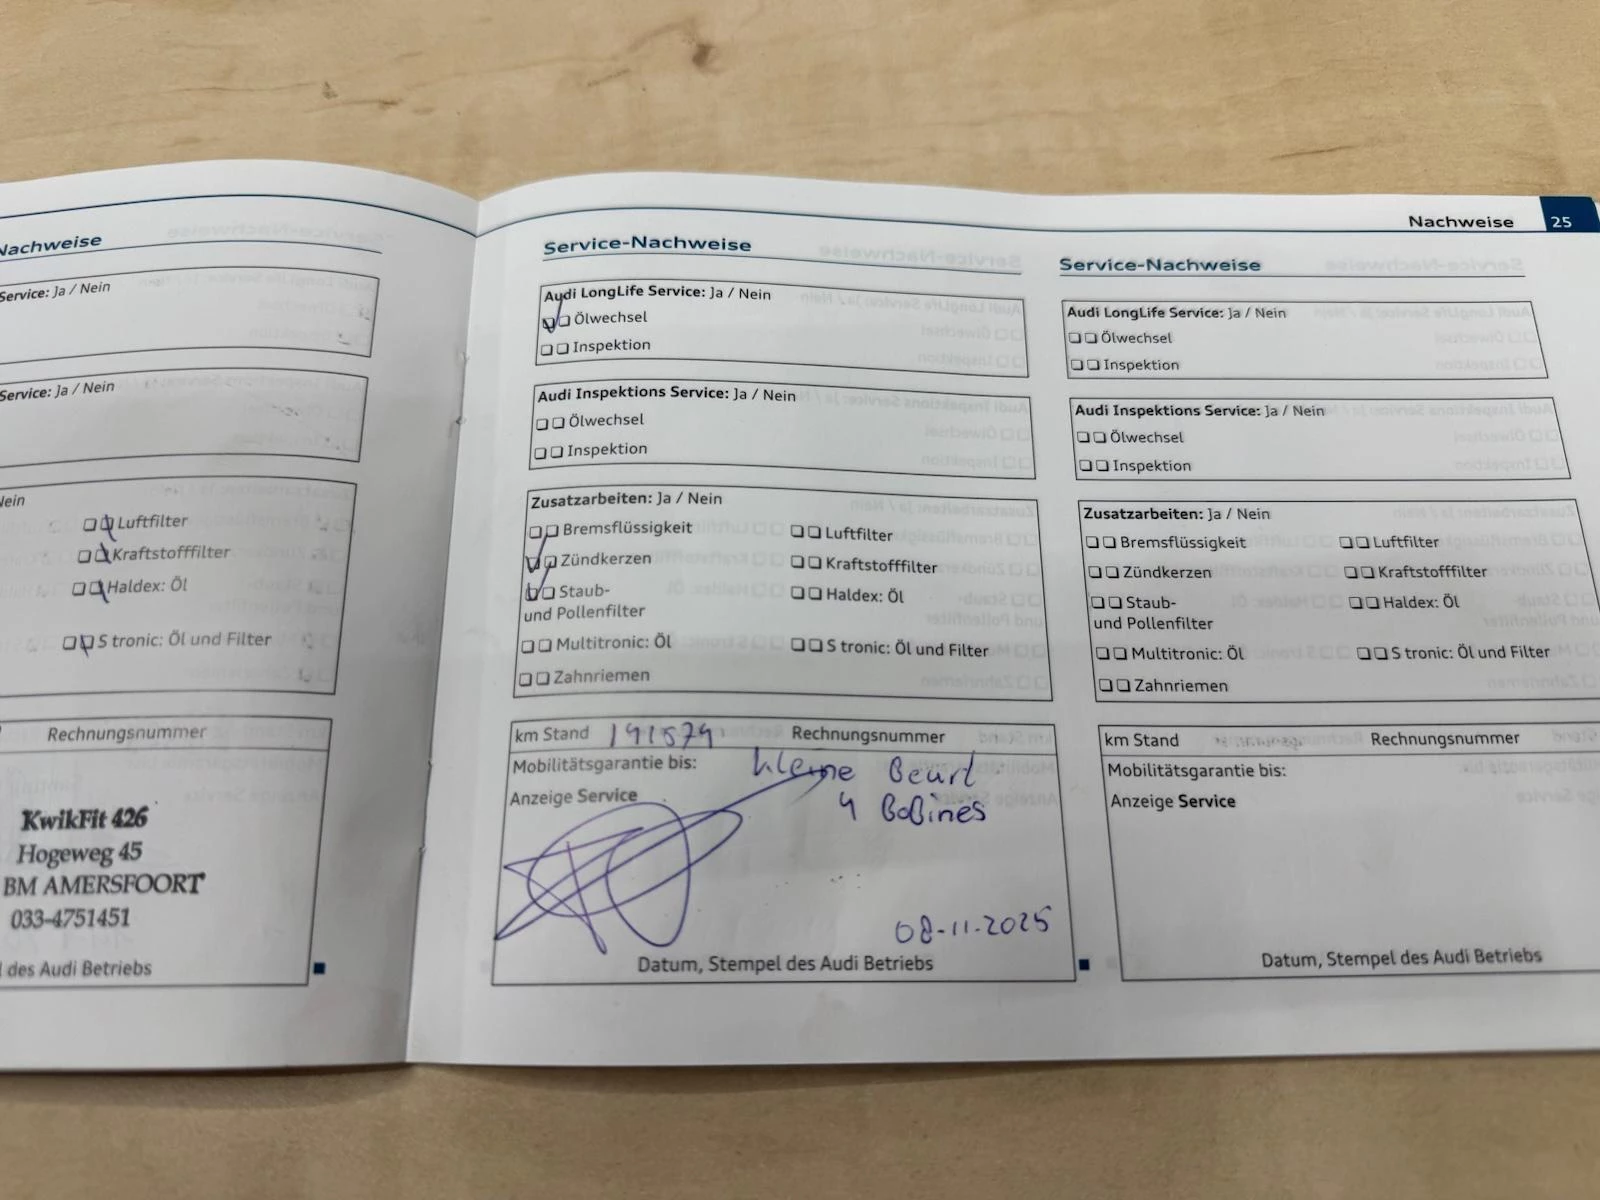 Nachweise
Service: Ja / Nein
Service: Ja / Nein
Nein
Luftfilter
Kraftstofffilter
Haldex: Öl
S tronic: Öl und Filter
Rechnungsnummer
KwikFit 426
Hogeweg 45
BM AMERSFOORT
033-4751451
des Audi Betriebs
Nachweise 25
Service-Nachweise
Audi LongLife Service: Ja / Nein
Ölwechsel
Inspektion
Audi Inspektions Service: Ja / Nein
Ölwechsel
Inspektion
Zusatzarbeiten: Ja / Nein
Bremsflüssigkeit
Luftfilter
Zündkerzen
Kraftstofffilter
Staub-
und Pollenfilter
Haldex: Öl
Multitronic: Öl
S tronic: Öl und Filter
Zahnriemen
km Stand 191579 Rechnungsnummer
Mobilitätsgarantie bis: Kleine Beurt
Anzeige Service 4 BoBines
08-11-2025
Datum, Stempel des Audi Betriebs
Service-Nachweise
Audi LongLife Service: Ja / Nein
Ölwechsel
Inspektion
Audi Inspektions Service: Ja / Nein
Ölwechsel
Inspektion
Zusatzarbeiten: Ja / Nein
Bremsflüssigkeit
Luftfilter
Zündkerzen
Kraftstofffilter
Staub-
und Pollenfilter
Haldex: Öl
Multitronic: Öl
S tronic: Öl und Filter
Zahnriemen
km Stand Rechnungsnummer
Mobilitätsgarantie bis:
Anzeige Service
Datum, Stempel des Audi Betriebs